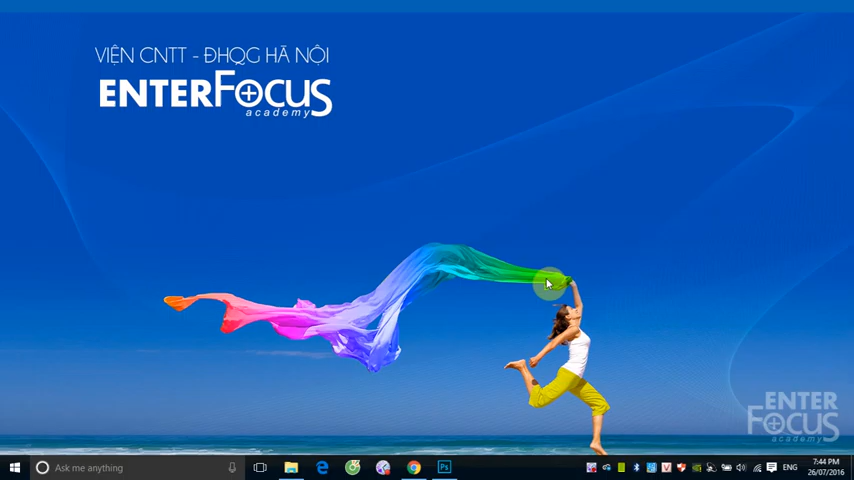 VIỆN CNTT - ĐHQG HÀ NỘI
ENTERFOCUS
academy
ENTER
FOCUS
academy
Ask me anything
Ps
ENG
7:44 PM
26/07/2016